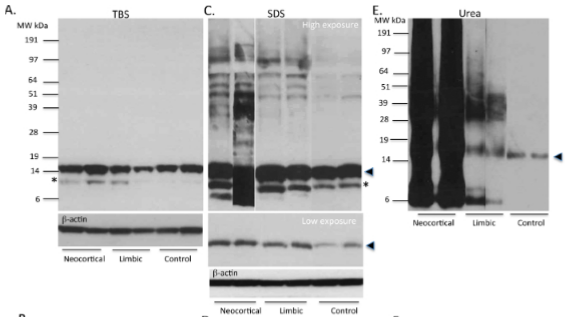 A.
TBS
MW kDa
191
97
64
51
39
28
19
14
*
6
β-actin
Neocortical Limbic Control
C.
SDS
High exposure
*
Low exposure
β-actin
Neocortical Limbic Control
E.
Urea
MW kDa
191
97
64
51
39
28
19
14
6
Neocortical Limbic Control